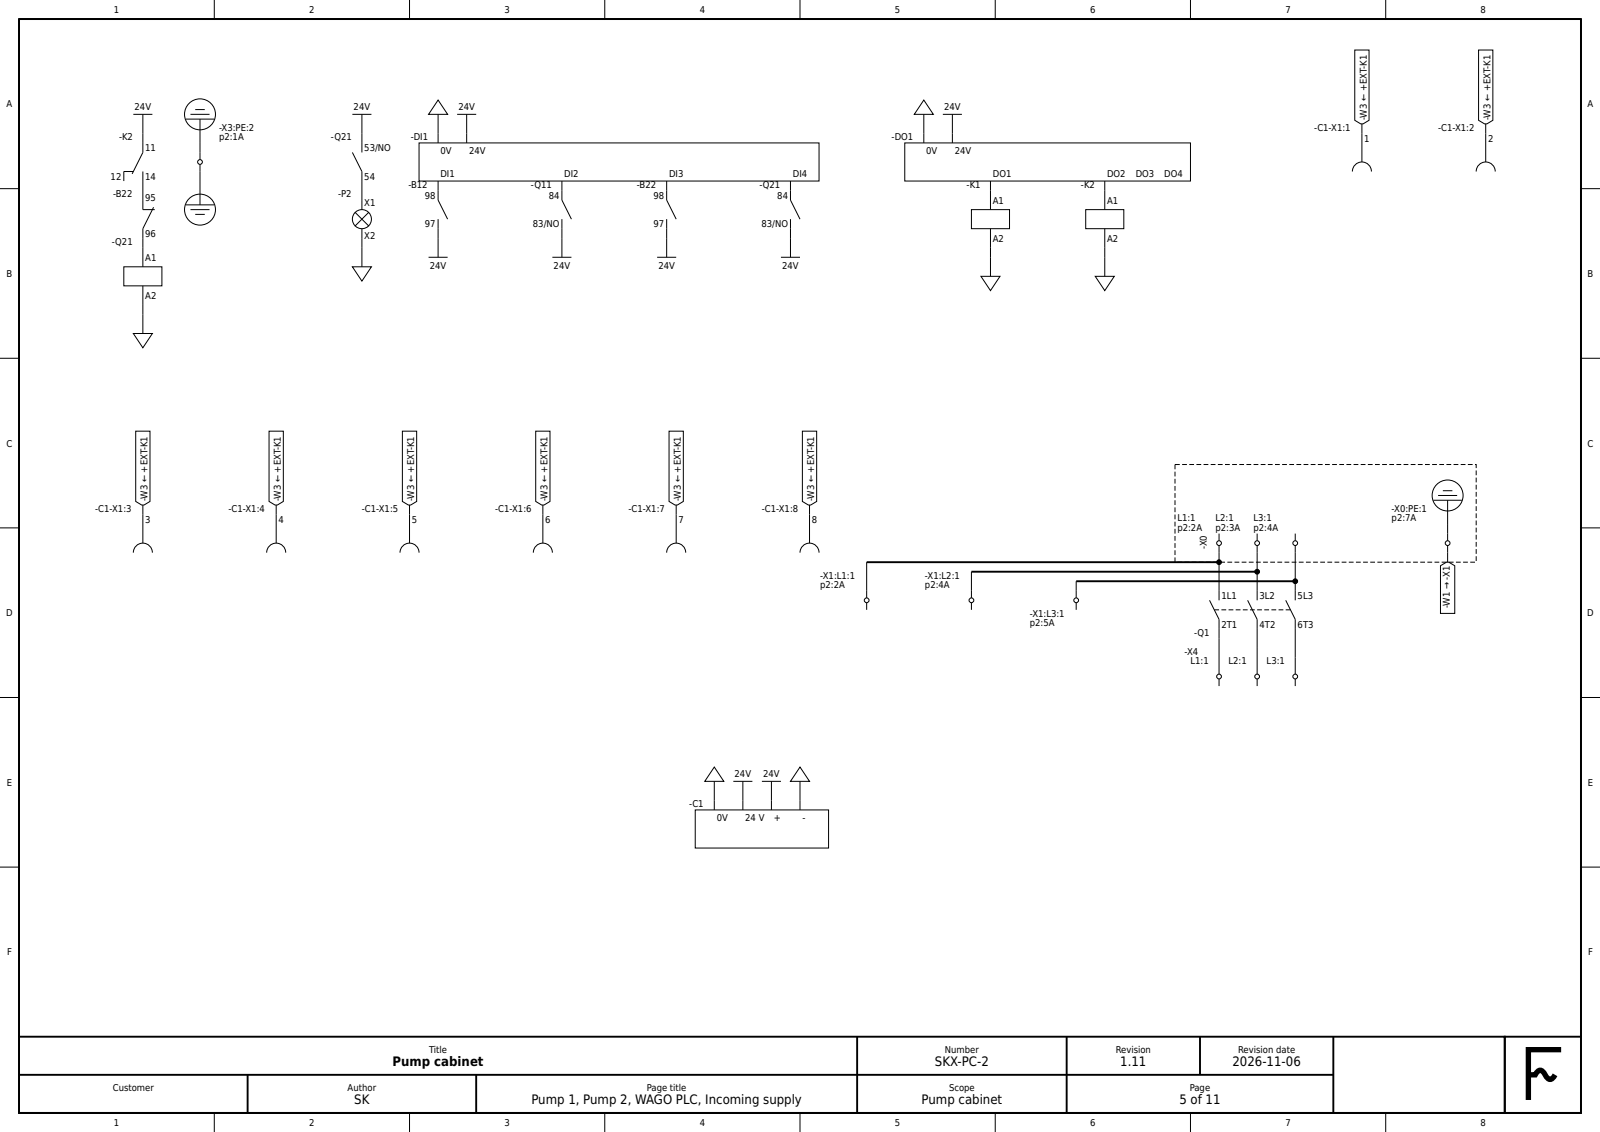 1 2 3 4 5 6 7 8
A A
-W3 ← +EXT-K1 -W3 ← +EXT-K1
24V 24V 24V 24V
-X3:PE:2
p2:1A
-C1-X1:1 -C1-X1:2
-K2 -Q21 -DI1 -DO1
1 2
11 53/NO 0V 24V 0V 24V
12 14 54 DI1 DI2 DI3 DI4 DO1 DO2 DO3 DO4
-B12 -Q11 -B22 -Q21 -K1 -K2
-B22 95 -P2 X1 98 84 98 84 A1 A1
97 83/NO 97 83/NO
96 X2 A2 A2
-Q21
A1 24V 24V 24V 24V
B B
A2
C C
-W3 ← +EXT-K1 -W3 ← +EXT-K1 -W3 ← +EXT-K1 -W3 ← +EXT-K1 -W3 ← +EXT-K1 -W3 ← +EXT-K1
-C1-X1:3 -C1-X1:4 -C1-X1:5 -C1-X1:6 -C1-X1:7 -C1-X1:8
3 4 5 6 7 8
-X0:PE:1
p2:7A
L1:1 L2:1 L3:1
p2:2A p2:3A p2:4A
-X0
-X1:L1:1 -X1:L2:1
p2:2A p2:4A
-W1 → -X1
1L1 3L2 5L3
-X1:L3:1
p2:5A
D D
2T1 4T2 6T3
-Q1
-X4
L1:1 L2:1 L3:1
24V 24V
E E
-C1
0V 24 V + -
F F
Title
Pump cabinet
Number
SKX-PC-2
Revision
1.11
Revision date
2026-11-06
Customer
Author
SK
Page title
Pump 1, Pump 2, WAGO PLC, Incoming supply
Scope
Pump cabinet
Page
5 of 11
1 2 3 4 5 6 7 8